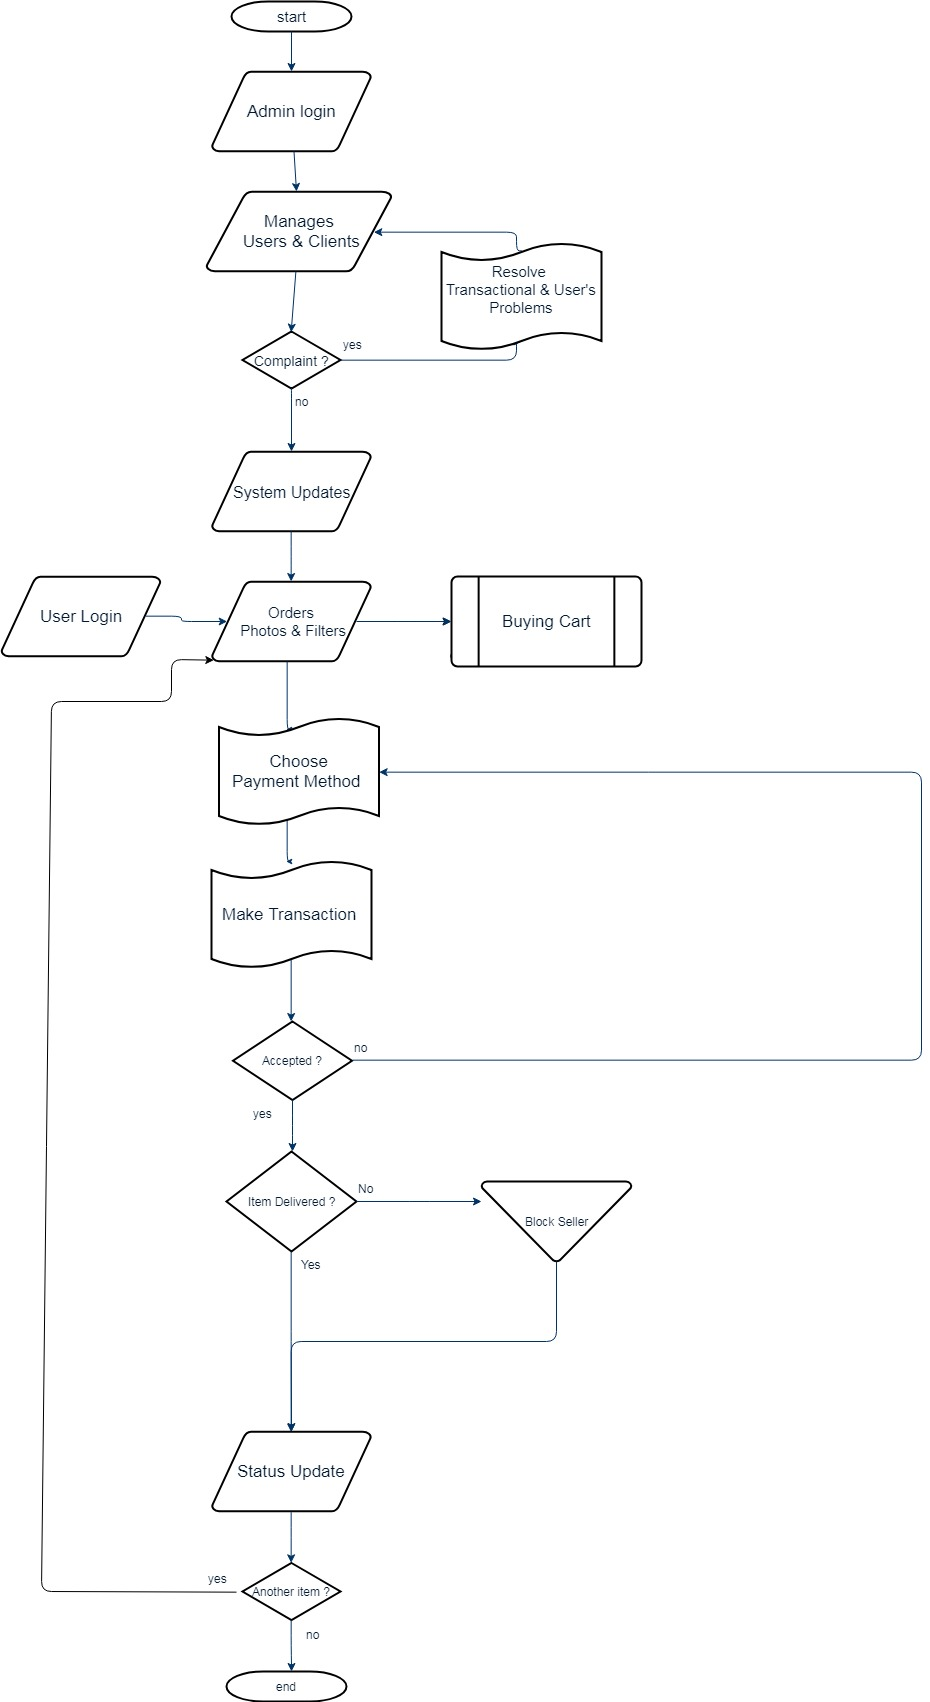 start
Admin login
Manages
Users & Clients
Resolve
Transactional & User's
Problems
yes
Complaint ?
no
System Updates
User Login
Orders
Photos & Filters
Buying Cart
Choose
Payment Method
Make Transaction
no
Accepted ?
yes
No
Item Delivered ?
Block Seller
Yes
Status Update
yes
Another item ?
no
end